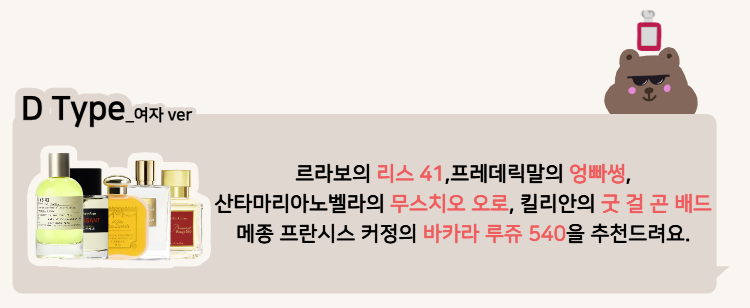 D Type_여자 ver
르라보의 리스 41,프레데릭말의 엉빠썽,
산타마리아노벨라의 무스치오 오로, 킬리안의 굿 걸 곤 배드
메종 프란시스 커정의 바카라 루쥬 540을 추천드려요.